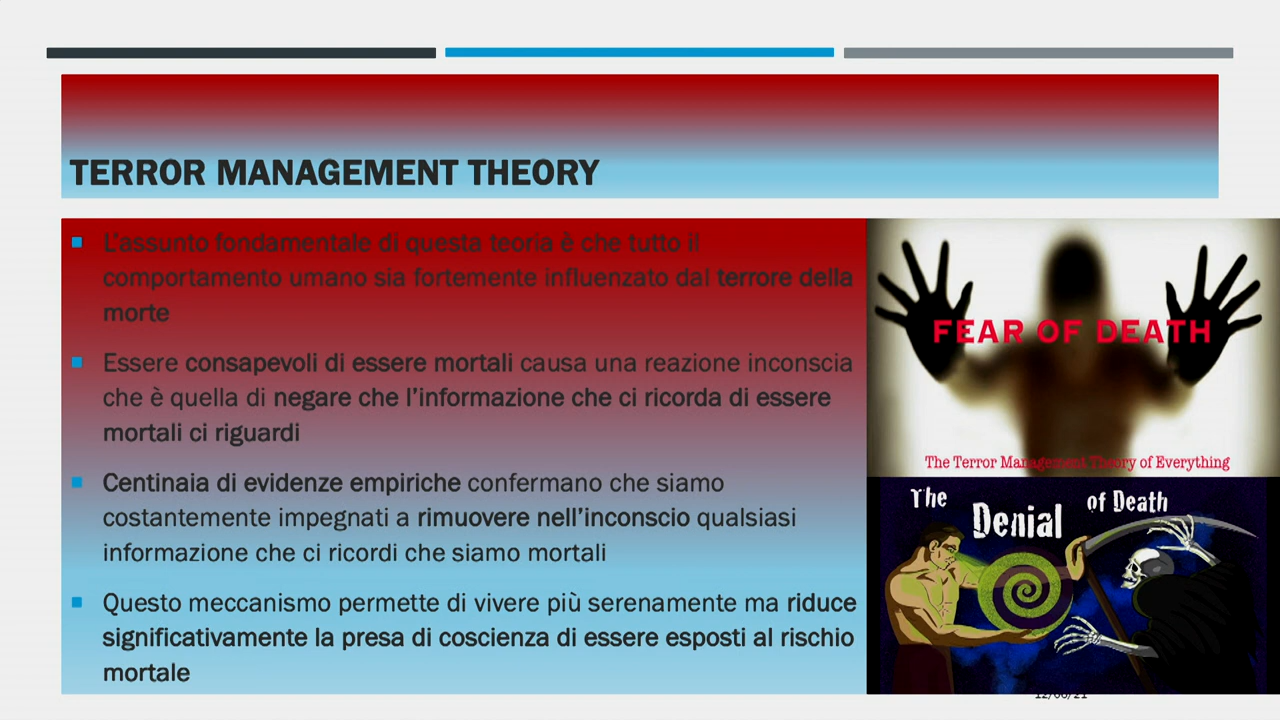 TERROR MANAGEMENT THEORY
L'assunto fondamentale di questa teoria è che tutto il
comportamento umano sia fortemente influenzato dal terrore della
morte
Essere consapevoli di essere mortali causa una reazione inconscia
che è quella di negare che l'informazione che ci ricorda di essere
mortali ci riguardi
Centinaia di evidenze empiriche confermano che siamo
costantemente impegnati a rimuovere nell'inconscio qualsiasi
informazione che ci ricordi che siamo mortali
Questo meccanismo permette di vivere più serenamente ma riduce
significativamente la presa di coscienza di essere esposti al rischio
mortale
FEAR OF DEATH
The Terror Management Theory of Everything
The Denial of Death